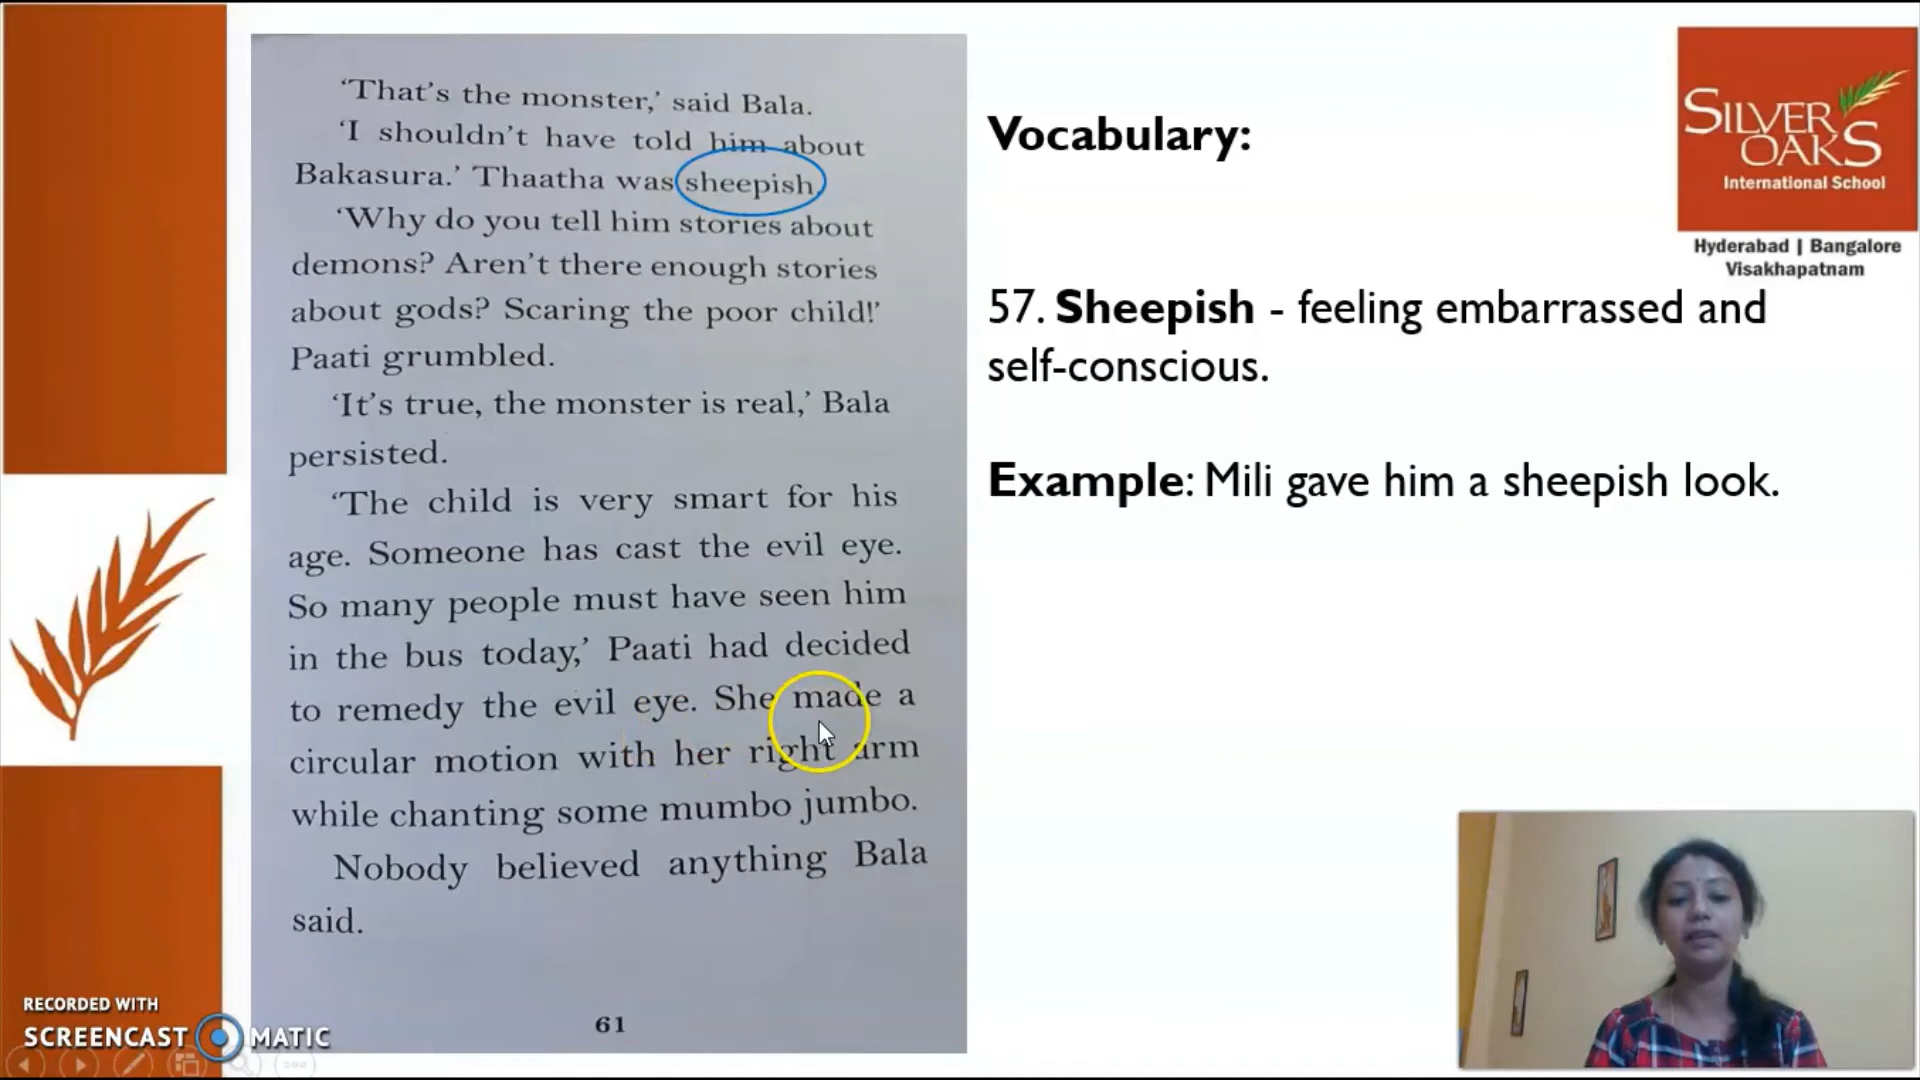 ‘That’s the monster,’ said Bala.
‘I shouldn’t have told him about
Bakasura.’ Thaatha was sheepish.
‘Why do you tell him stories about
demons? Aren’t there enough stories
about gods? Scaring the poor child!’
Paati grumbled.
‘It’s true, the monster is real,’ Bala
persisted.
‘The child is very smart for his
age. Someone has cast the evil eye.
So many people must have seen him
in the bus today,’ Paati had decided
to remedy the evil eye. She made a
circular motion with her right arm
while chanting some mumbo jumbo.
Nobody believed anything Bala
said.
61
Vocabulary:
57. Sheepish - feeling embarrassed and
self-conscious.
Example: Mili gave him a sheepish look.
SILVER
OAKS
International School
Hyderabad | Bangalore
Visakhapatnam
RECORDED WITH
SCREENCAST MATIC